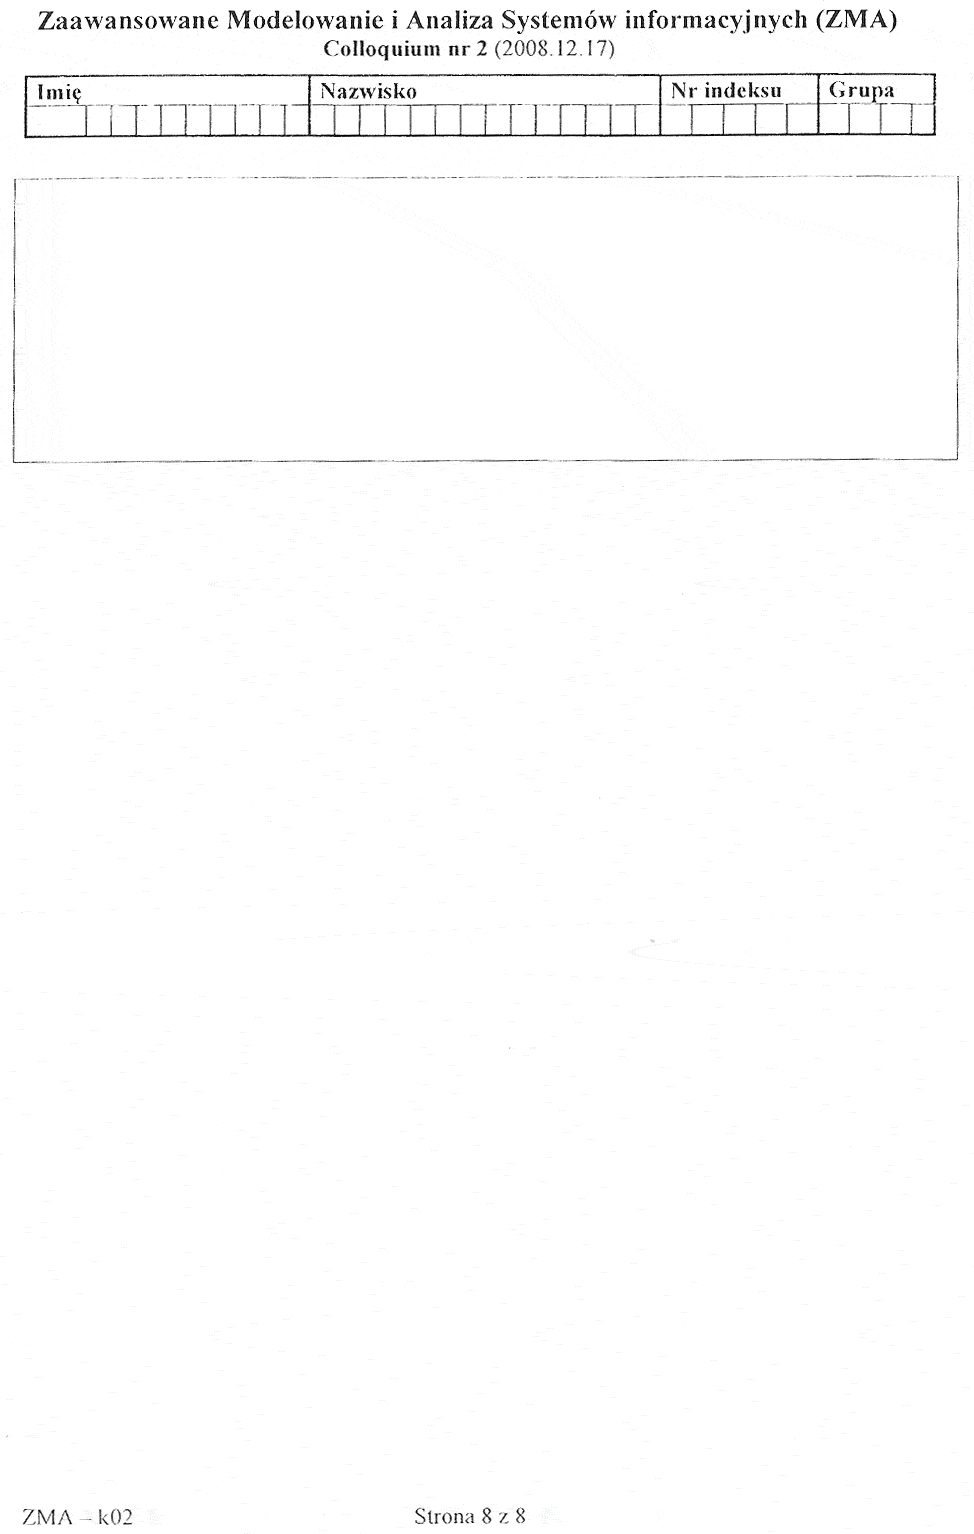 Zaawansowane Modelowanie i Analiza Systemów informacyjnych (ZMA)
Colloquium nr 2 (2008.12.17)
Imię Nazwisko Nr indeksu Grupa
ZMA – k02 Strona 8 z 8